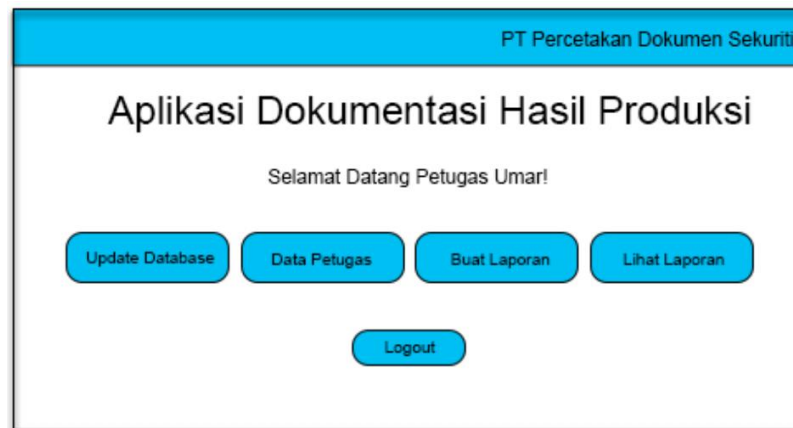 PT Percetakan Dokumen Sekuriti
Aplikasi Dokumentasi Hasil Produksi
Selamat Datang Petugas Umar!
Update Database Data Petugas Buat Laporan Lihat Laporan
Logout